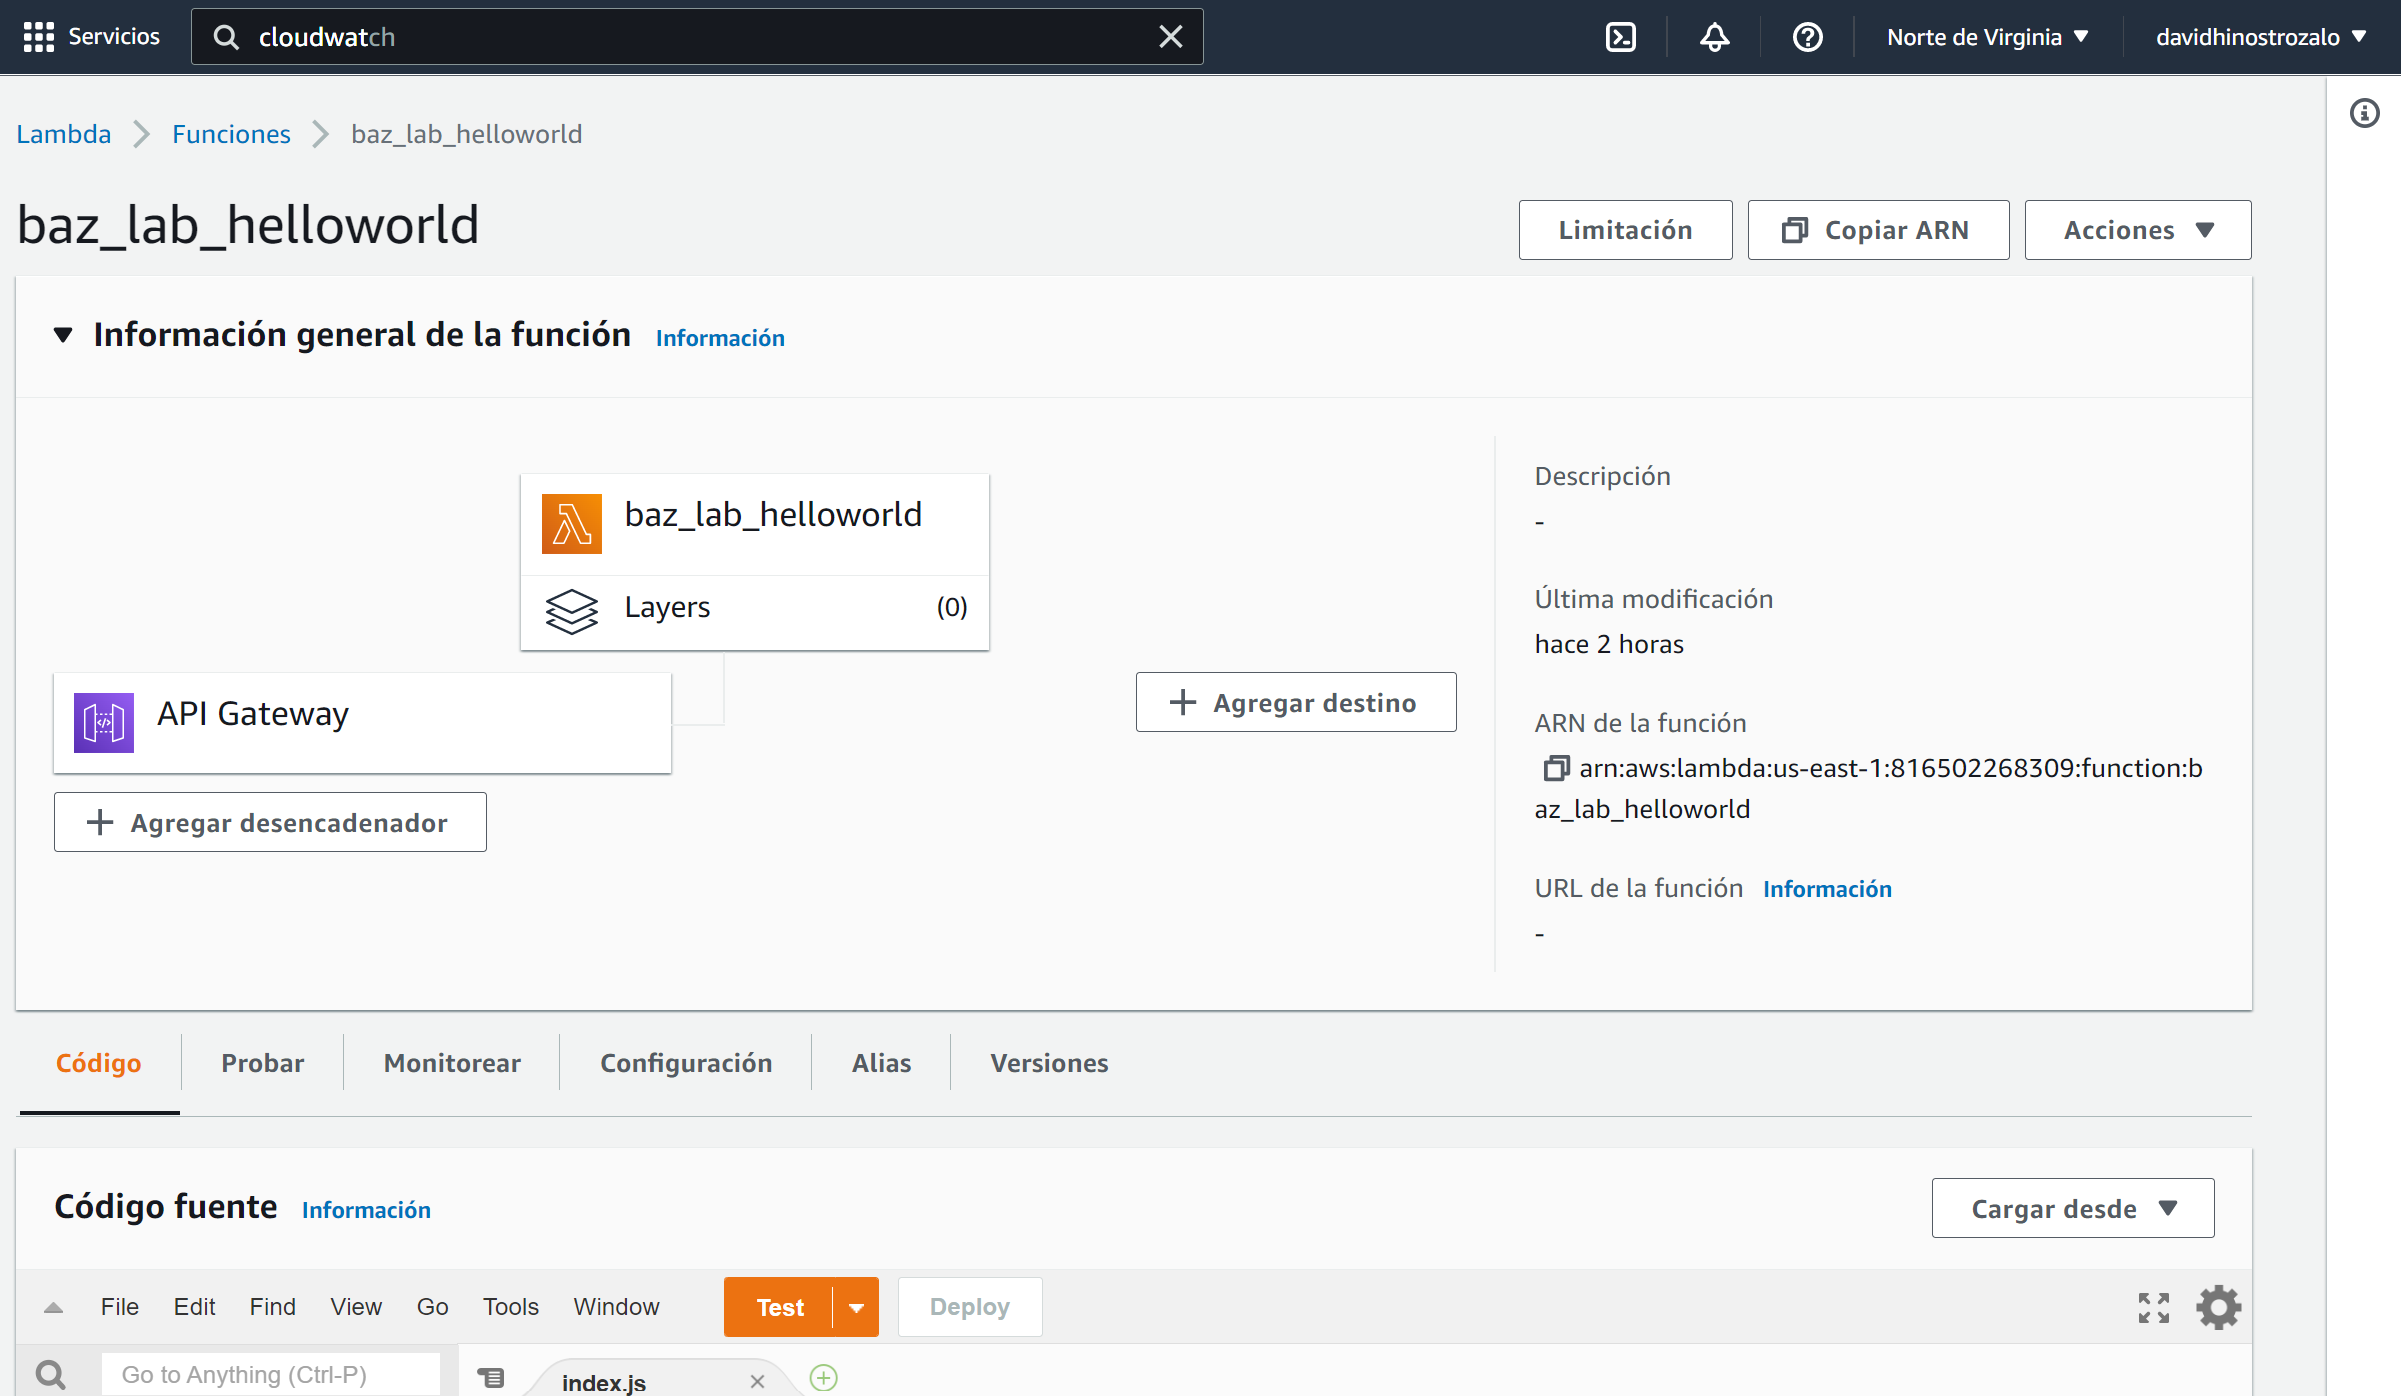 Servicios
cloudwatch
Norte de Virginia
davidhinostrozalo
Lambda
Funciones
baz_lab_helloworld
baz_lab_helloworld
Limitación
Copiar ARN
Acciones
Información general de la función
Información
baz_lab_helloworld
Layers
(0)
API Gateway
Agregar desencadenador
Agregar destino
Descripción
-
Última modificación
hace 2 horas
ARN de la función
arn:aws:lambda:us-east-1:816502268309:function:b
az_lab_helloworld
URL de la función
Información
-
Código
Probar
Monitorear
Configuración
Alias
Versiones
Código fuente
Información
Cargar desde
File
Edit
Find
View
Go
Tools
Window
Test
Deploy
Go to Anything (Ctrl-P)
index.js